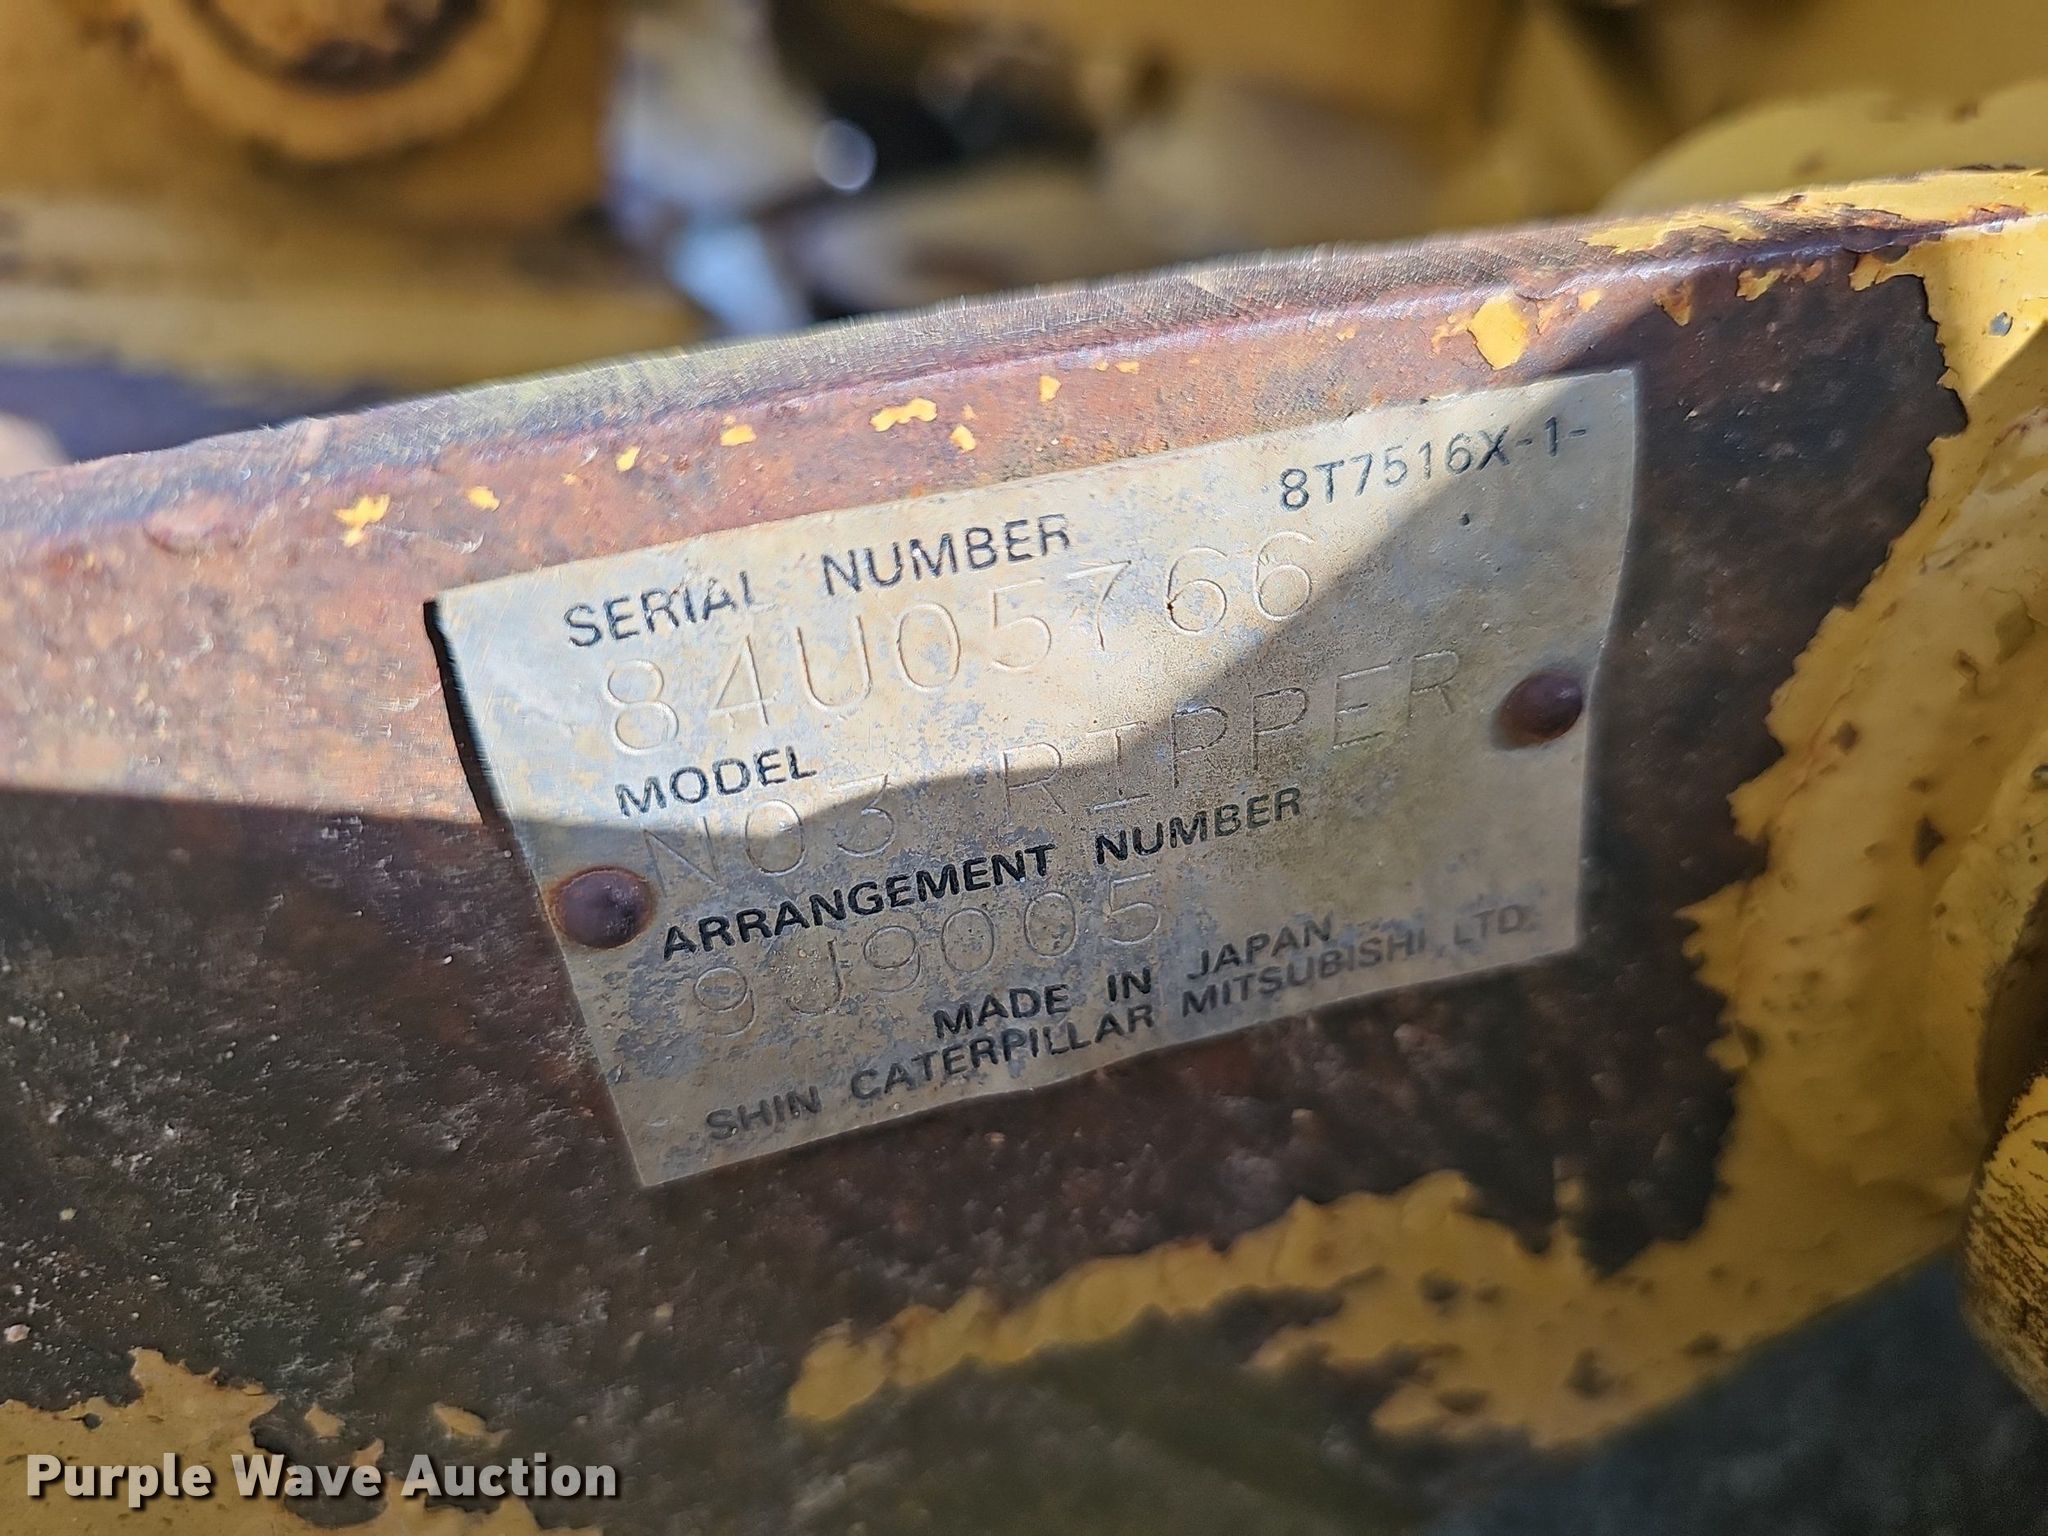 8T7516X-1-
SERIAL NUMBER
84U05766
MODEL
NO3 RIPPER
ARRANGEMENT NUMBER
9J9005
MADE IN JAPAN
SHIN CATERPILLAR MITSUBISHI LTD.
Purple Wave Auction